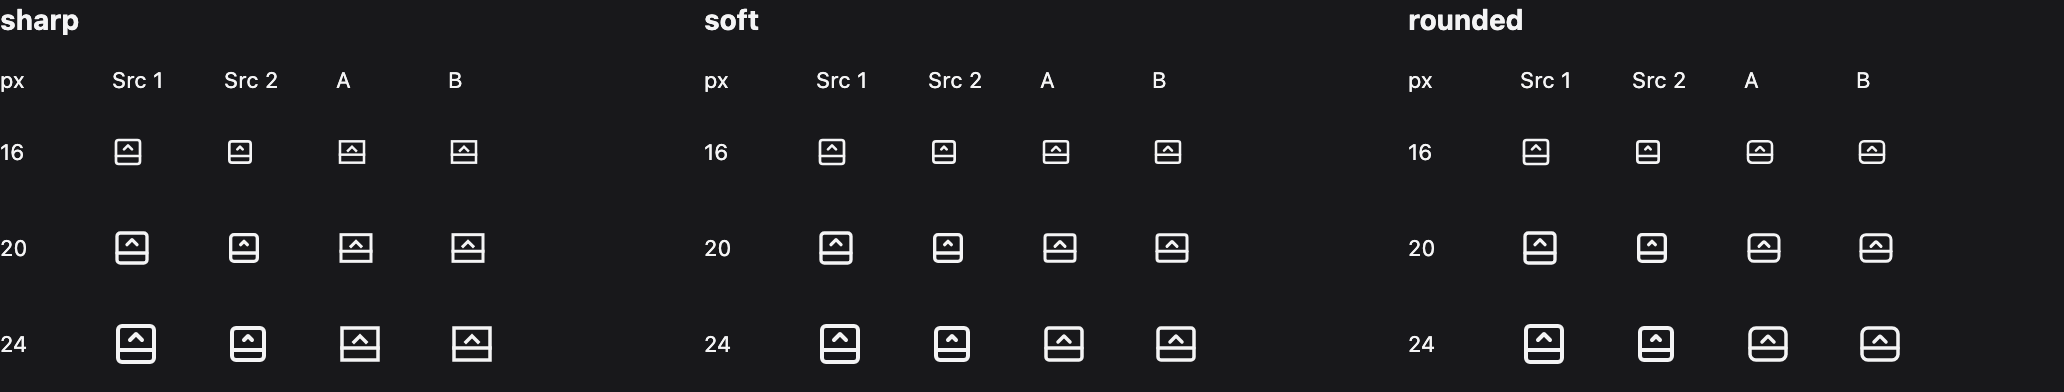 sharp soft rounded
px Src 1 Src 2 A B px Src 1 Src 2 A B px Src 1 Src 2 A B
16 16 16
20 20 20
24 24 24